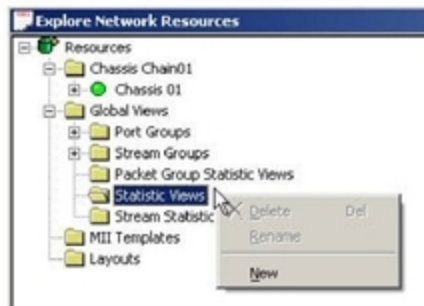 Explore Network Resources
Resources
Chassis Chain01
Chassis 01
Global Views
Port Groups
Stream Groups
Packet Group Statistic Views
Statistic Views
Stream Statistic
Delete Del
Rename
New
MII Templates
Layouts